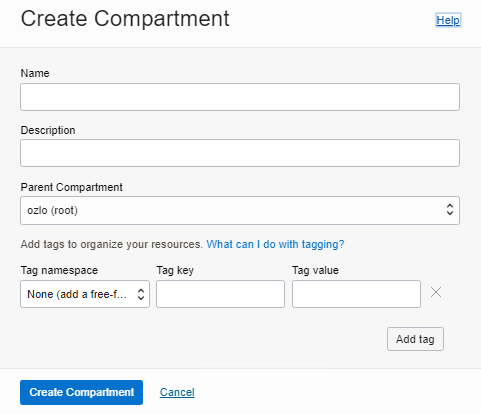 Create Compartment
Help
Name
Description
Parent Compartment
ozlo (root)
Add tags to organize your resources. What can I do with tagging?
Tag namespace Tag key Tag value
None (add a free-f...
Add tag
Create Compartment Cancel